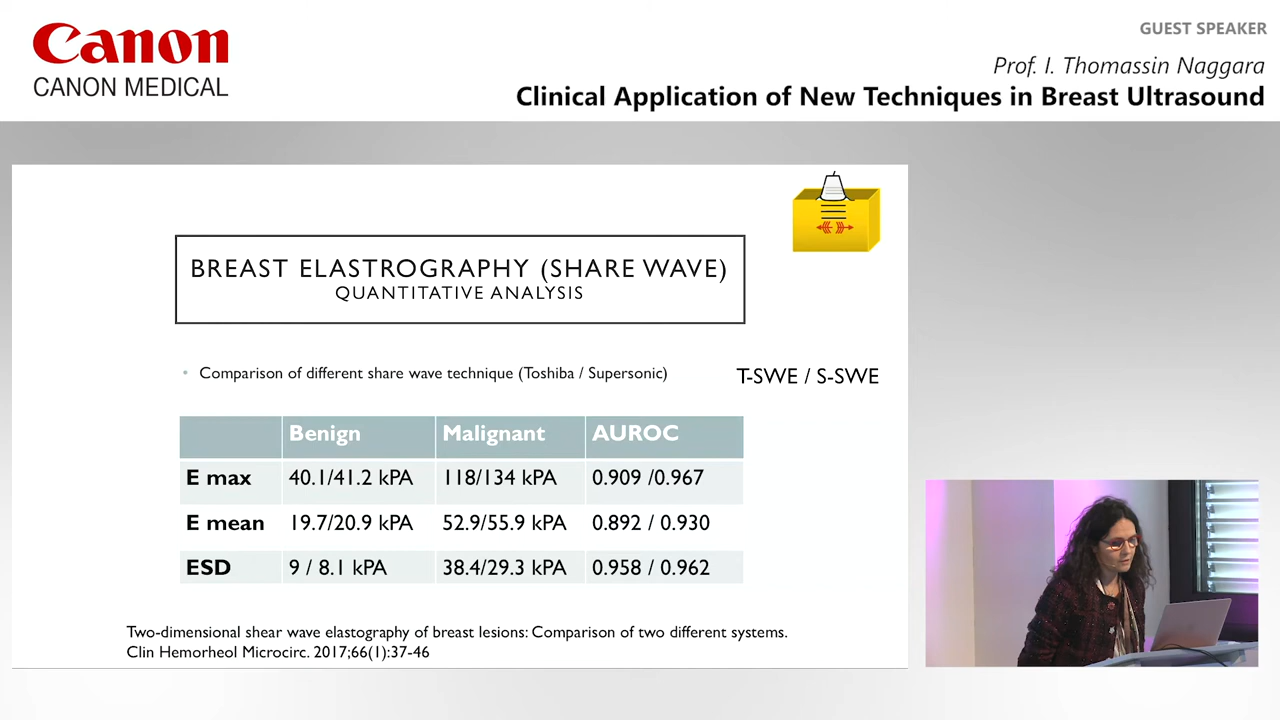 Canon
CANON MEDICAL
GUEST SPEAKER
Prof. I. Thomassin Naggara
Clinical Application of New Techniques in Breast Ultrasound
BREAST ELASTROGRAPHY (SHARE WAVE)
QUANTITATIVE ANALYSIS
• Comparison of different share wave technique (Toshiba / Supersonic)
T-SWE / S-SWE
Benign Malignant AUROC
E max 40.1/41.2 kPA 118/134 kPA 0.909 /0.967
E mean 19.7/20.9 kPA 52.9/55.9 kPA 0.892 / 0.930
ESD 9 / 8.1 kPA 38.4/29.3 kPA 0.958 / 0.962
Two-dimensional shear wave elastography of breast lesions: Comparison of two different systems.
Clin Hemorheol Microcirc. 2017;66(1):37-46